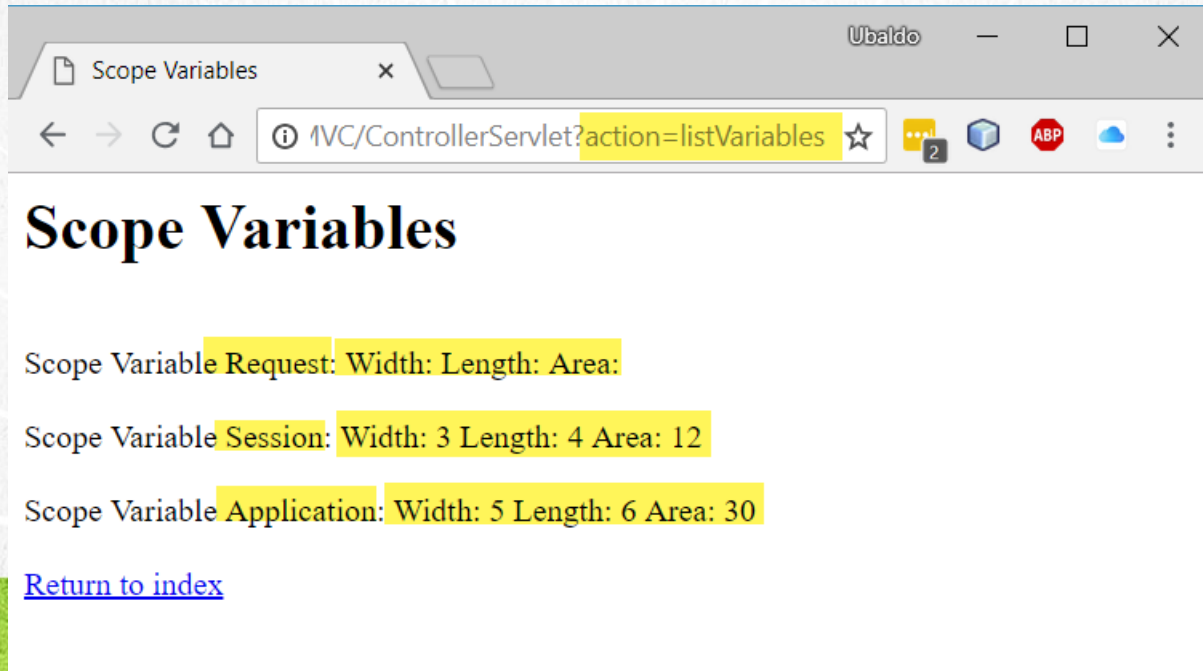 Ubaldo
Scope Variables
MVC/ControllerServlet?action=listVariables
2
ABP
Scope Variables
Scope Variable Request: Width: Length: Area:
Scope Variable Session: Width: 3 Length: 4 Area: 12
Scope Variable Application: Width: 5 Length: 6 Area: 30
Return to index